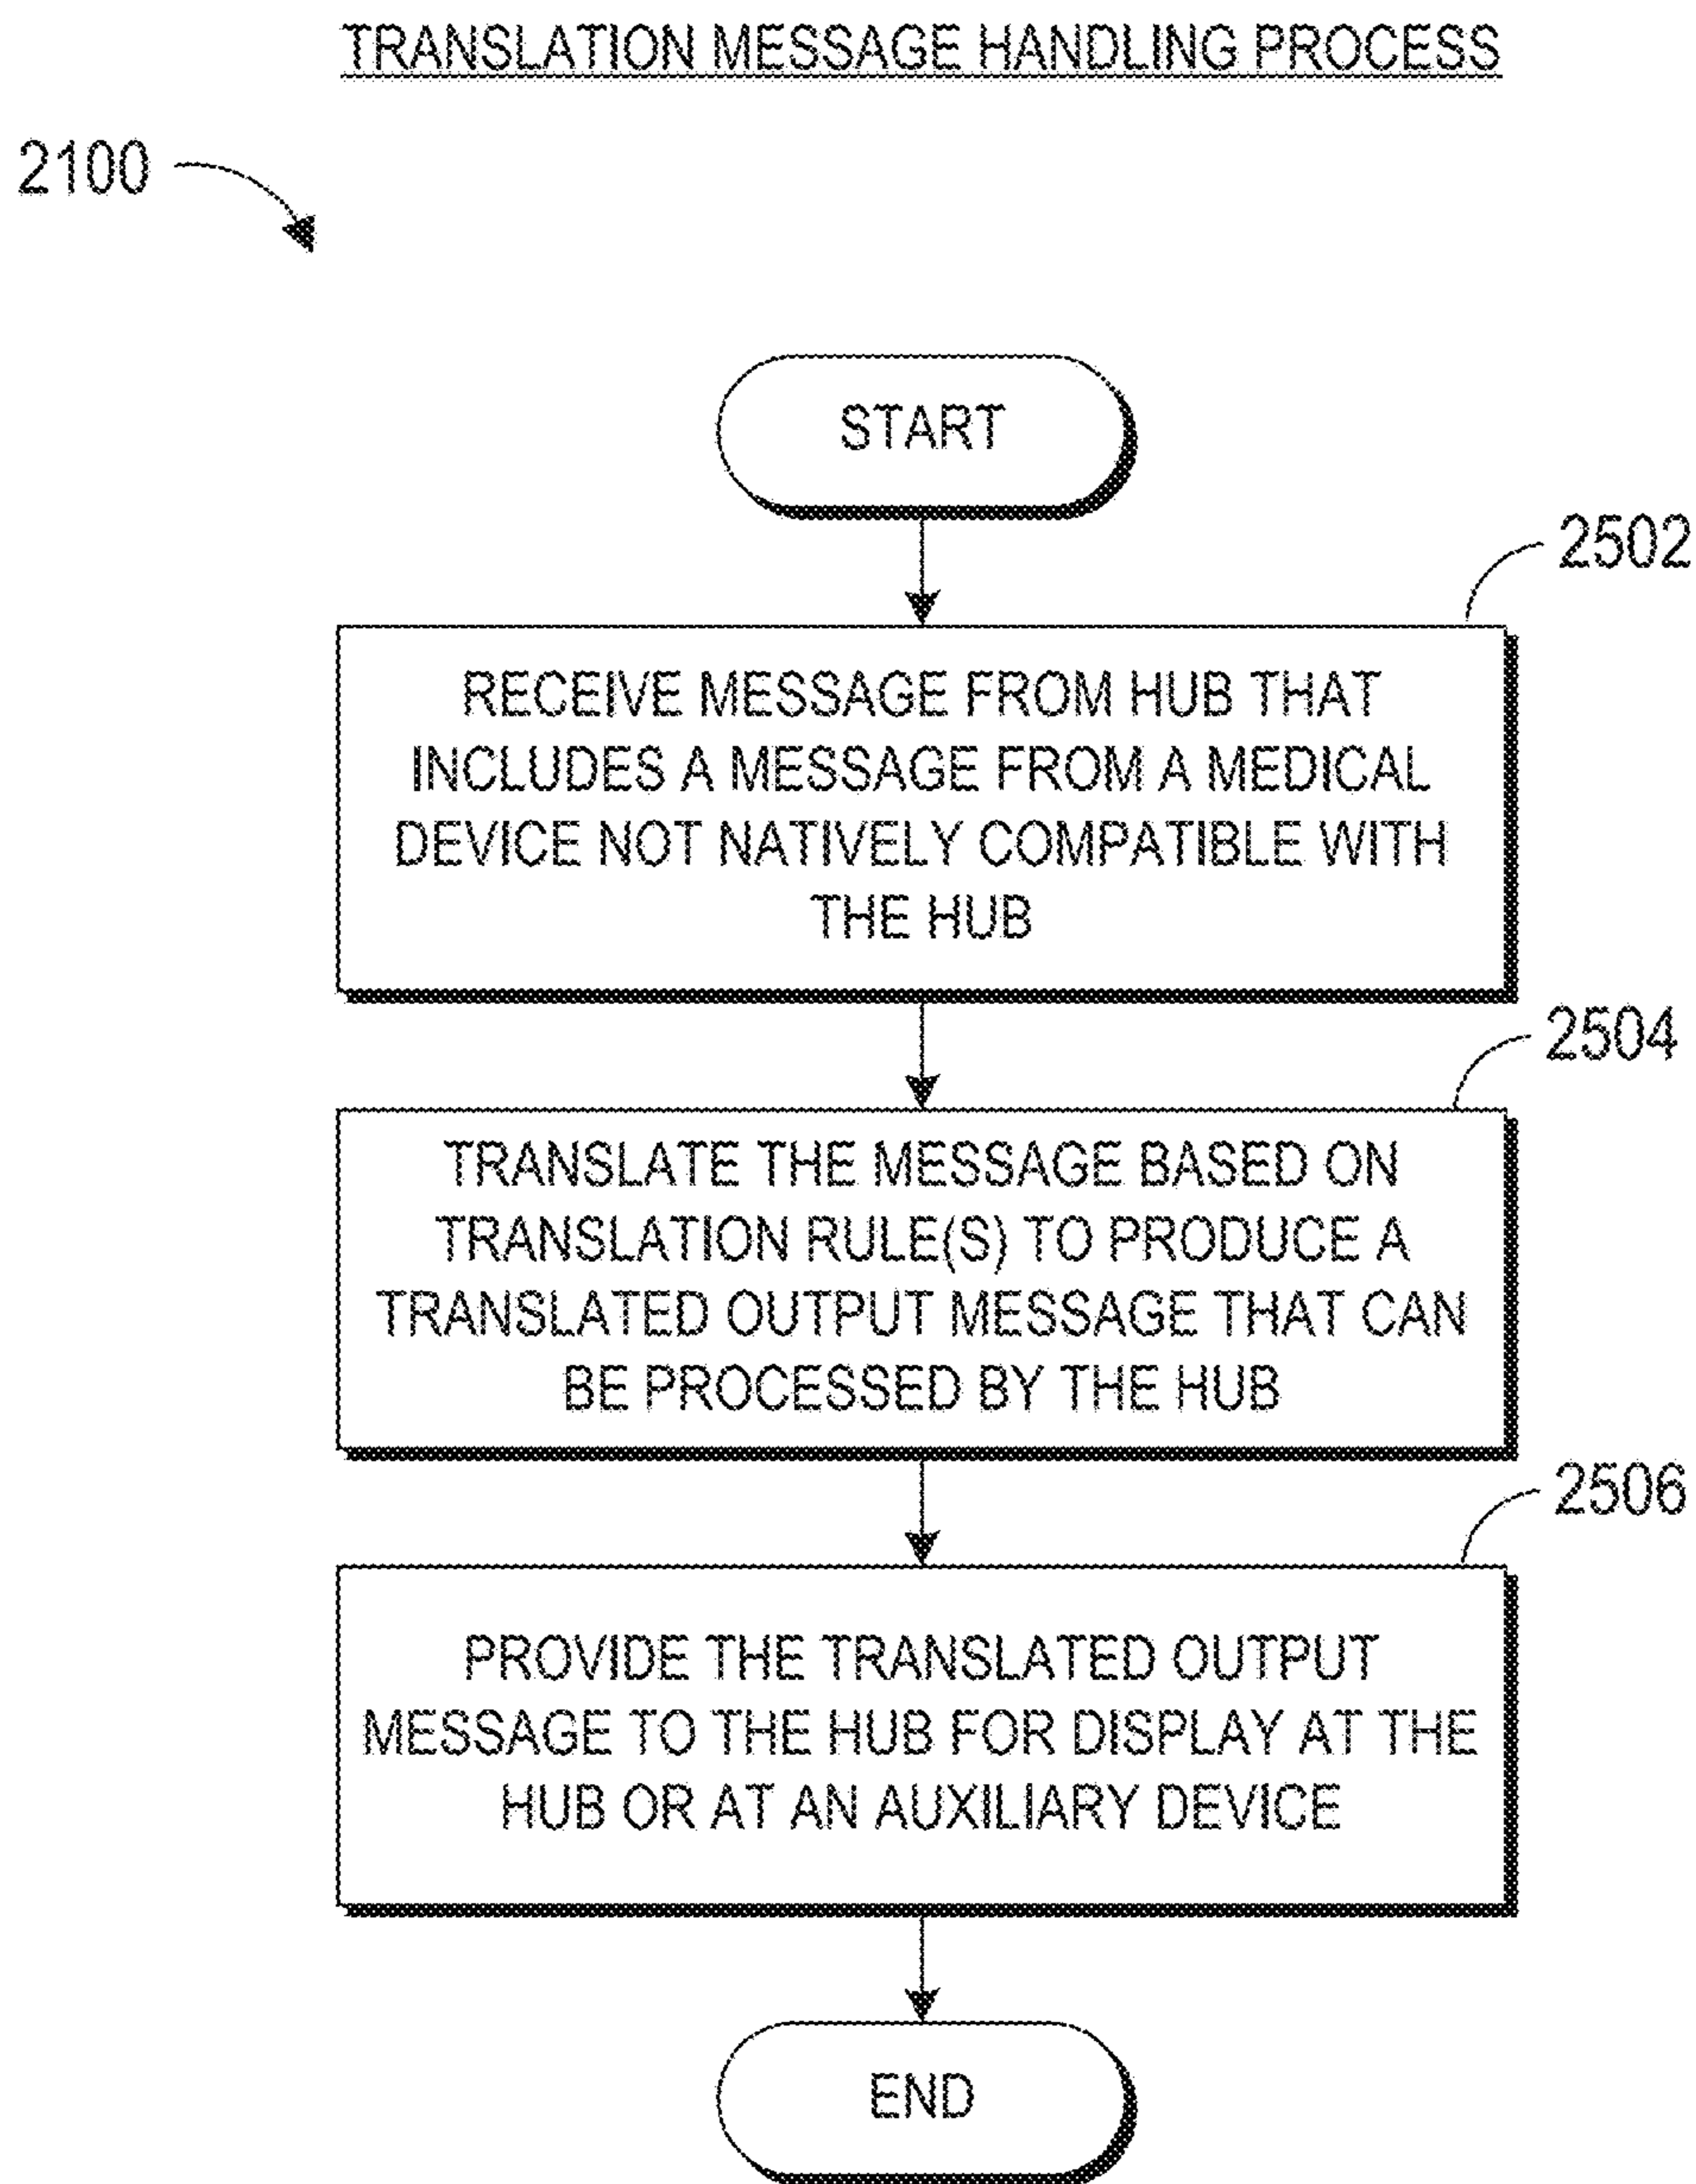 TRANSLATION MESSAGE HANDLING PROCESS
2100
START
2502
RECEIVE MESSAGE FROM HUB THAT
INCLUDES A MESSAGE FROM A MEDICAL
DEVICE NOT NATIVELY COMPATIBLE WITH
THE HUB
2504
TRANSLATE THE MESSAGE BASED ON
TRANSLATION RULE(S) TO PRODUCE A
TRANSLATED OUTPUT MESSAGE THAT CAN
BE PROCESSED BY THE HUB
2506
PROVIDE THE TRANSLATED OUTPUT
MESSAGE TO THE HUB FOR DISPLAY AT THE
HUB OR AT AN AUXILIARY DEVICE
END